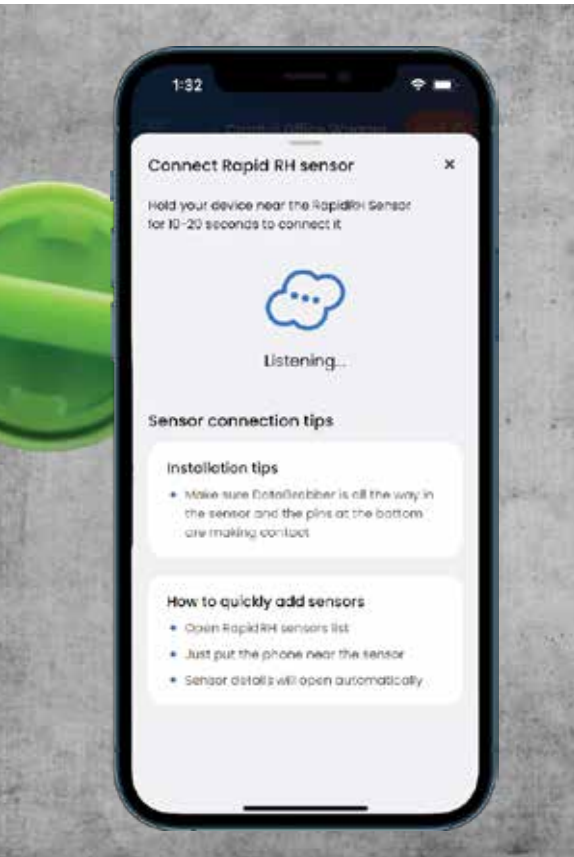 1:32
Connect Rapid RH sensor
Hold your device near the RapidRH Sensor
for 10-20 seconds to connect it
Listening...
Sensor connection tips
Installation tips
• Make sure DataGrabber is all the way in
the sensor and the pins at the bottom
are making contact
How to quickly add sensors
• Open RapidRH sensors list
• Just put the phone near the sensor
• Sensor details will open automatically